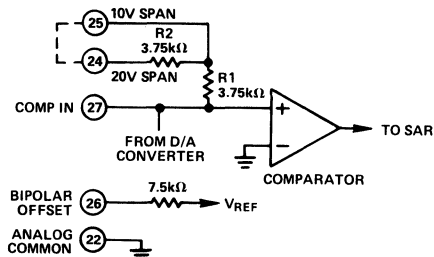 25
10V SPAN
R2
3.75kΩ
24
20V SPAN
R1
3.75kΩ
COMP IN
27
+
−
FROM D/A
CONVERTER
TO SAR
COMPARATOR
BIPOLAR
OFFSET
26
7.5kΩ
VREF
ANALOG
COMMON
22